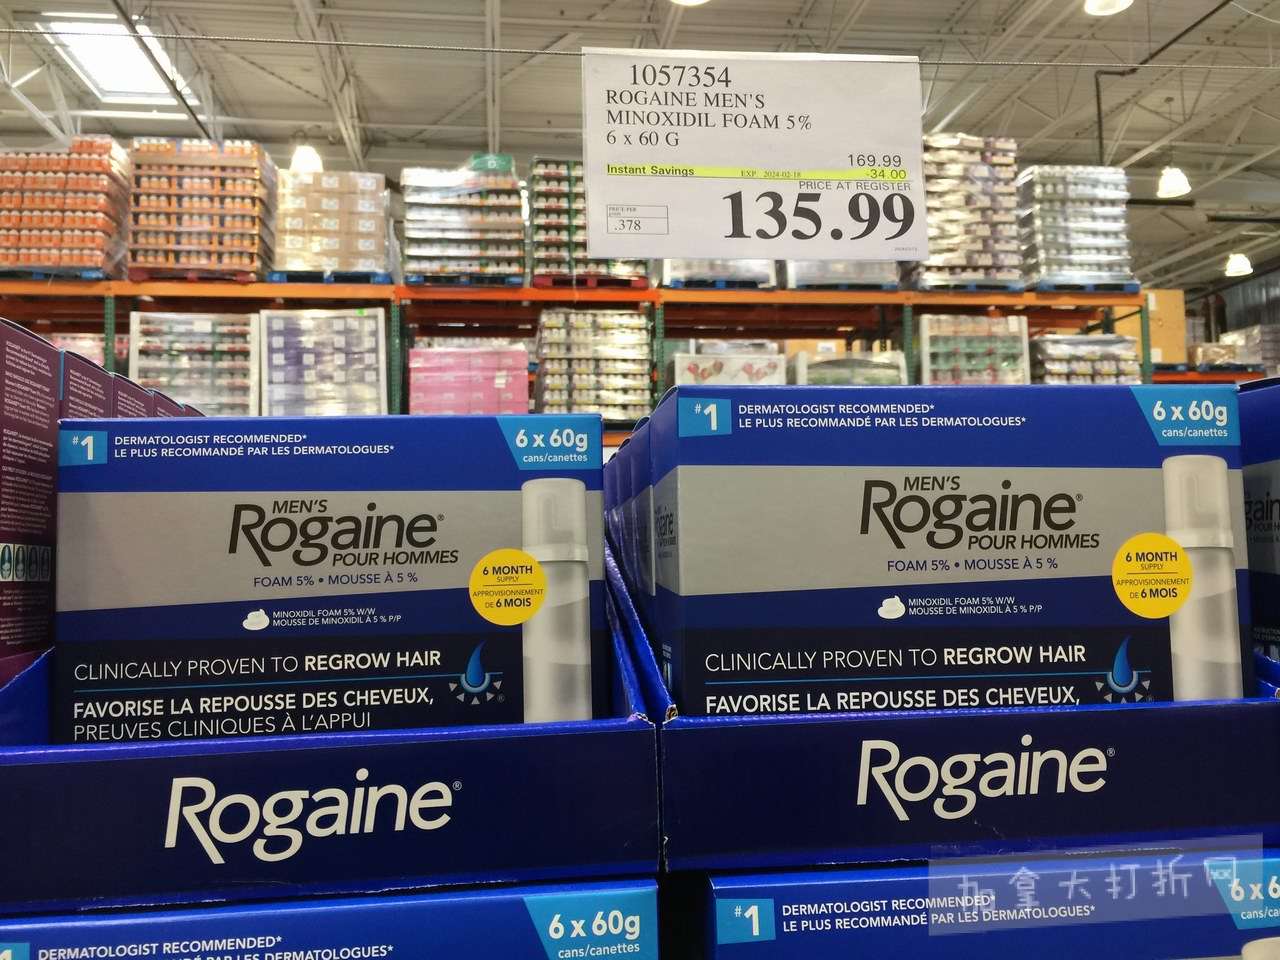 1057354
ROGAINE MEN'S
MINOXIDIL FOAM 5%
6 x 60 G
169.99
Instant Savings EXP. 2024-02-18 -34.00
PRICE AT REGISTER
PRICE PER
.378
135.99
#1 DERMATOLOGIST RECOMMENDED*
LE PLUS RECOMMANDÉ PAR LES DERMATOLOGUES*
6 x 60g
cans/canettes
MEN'S
Rogaine®
POUR HOMMES
FOAM 5% • MOUSSE À 5 %
MINOXIDIL FOAM 5% W/W
MOUSSE DE MINOXIDIL À 5 % P/P
6 MONTH
SUPPLY
APPROVISIONNEMENT
DE 6 MOIS
CLINICALLY PROVEN TO REGROW HAIR
FAVORISE LA REPOUSSE DES CHEVEUX,
PREUVES CLINIQUES À L'APPUI
#1 DERMATOLOGIST RECOMMENDED*
LE PLUS RECOMMANDÉ PAR LES DERMATOLOGUES*
6 x 60g
cans/canettes
MEN'S
Rogaine®
POUR HOMMES
FOAM 5% • MOUSSE À 5 %
MINOXIDIL FOAM 5% W/W
MOUSSE DE MINOXIDIL À 5 % P/P
6 MONTH
SUPPLY
APPROVISIONNEMENT
DE 6 MOIS
CLINICALLY PROVEN TO REGROW HAIR
FAVORISE LA REPOUSSE DES CHEVEUX,
Rogaine®
Rogaine®
DERMATOLOGIST RECOMMENDED*
PAR LES DERMATOLOGUES*
6 x 60g
cans/canettes
#1 DERMATOLOGIST RECOMMENDED*
LE PLUS RECOMMANDÉ PAR LES DERMATOLOGUES*
6 x 6
加拿大打折网